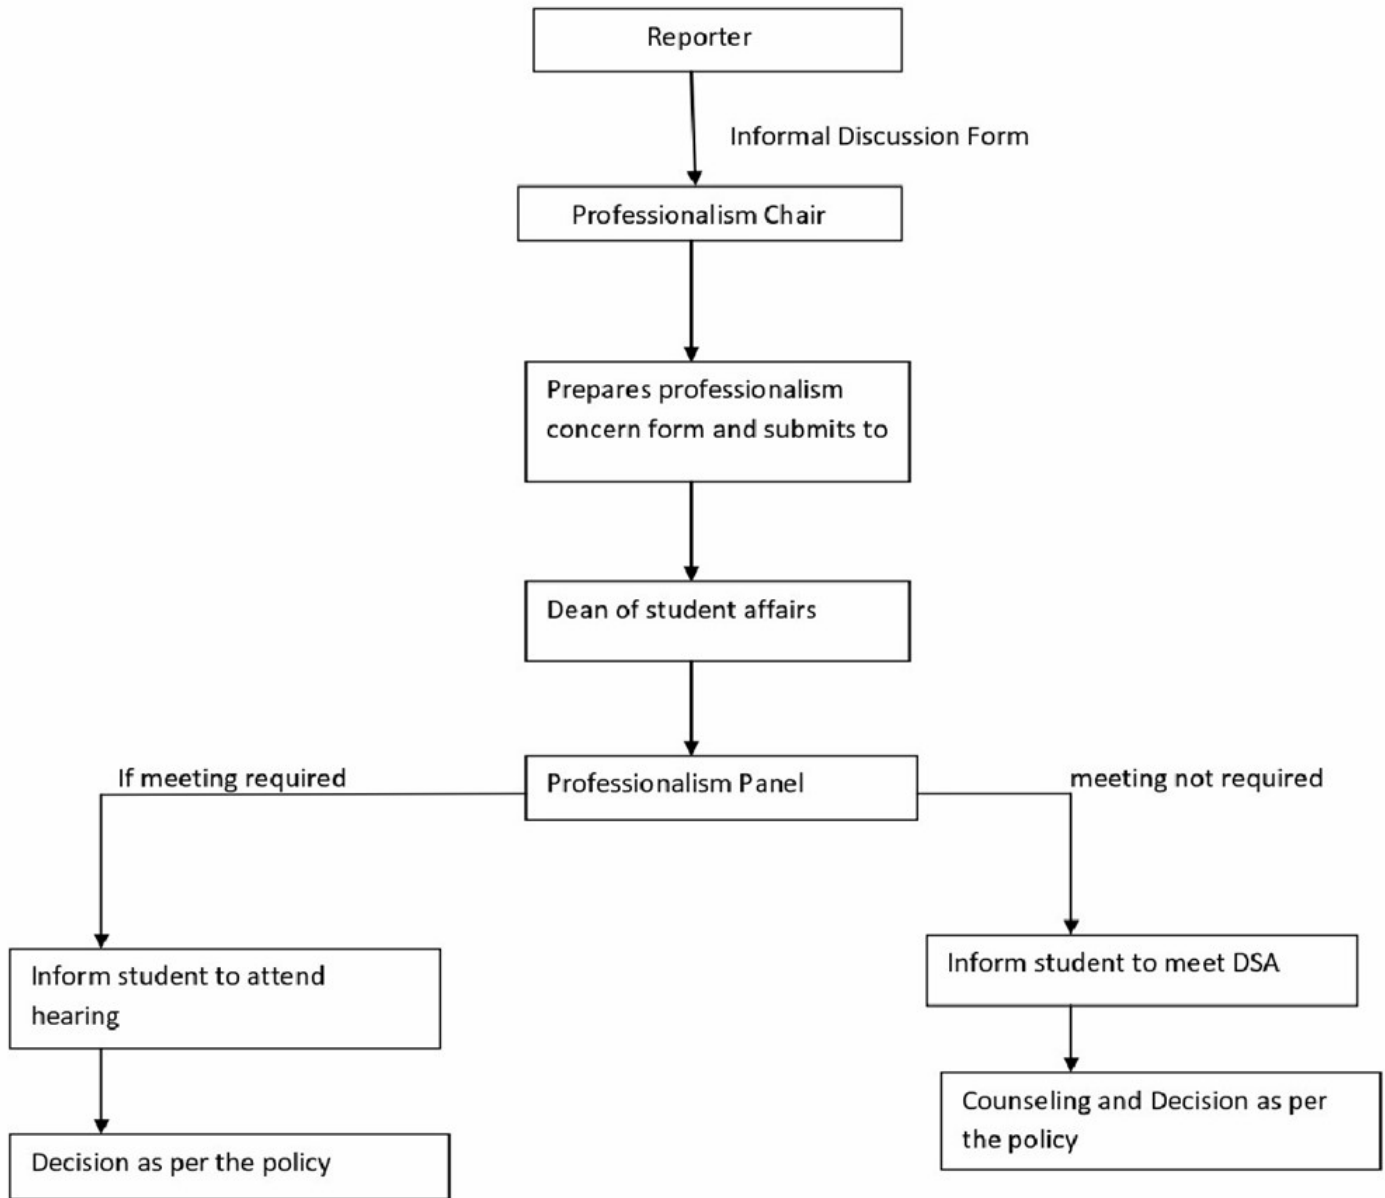 Reporter
Informal Discussion Form
Professionalism Chair
Prepares professionalism
concern form and submits to
Dean of student affairs
If meeting required
Professionalism Panel
meeting not required
Inform student to attend
hearing
Inform student to meet DSA
Decision as per the policy
Counseling and Decision as per
the policy